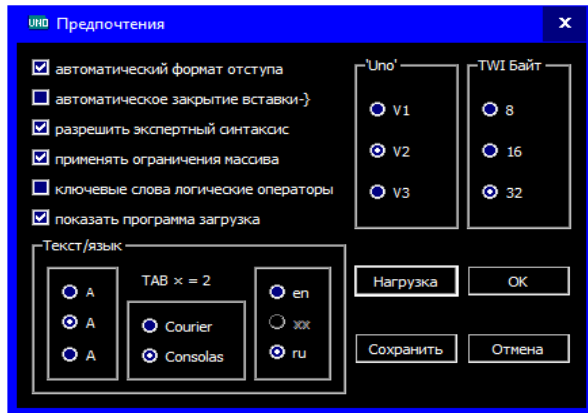 UNO Предпочтения x
автоматический формат отступа
автоматическое закрытие вставки-}
разрешить экспертный синтаксис
применять ограничения массива
ключевые слова логические операторы
показать программа загрузка
'Uno'
V1
V2
V3
TWI Байт
8
16
32
Текст/язык
A
A
A
TAB × = 2
Courier
Consolas
en
xx
ru
Нагрузка
OK
Сохранить
Отмена